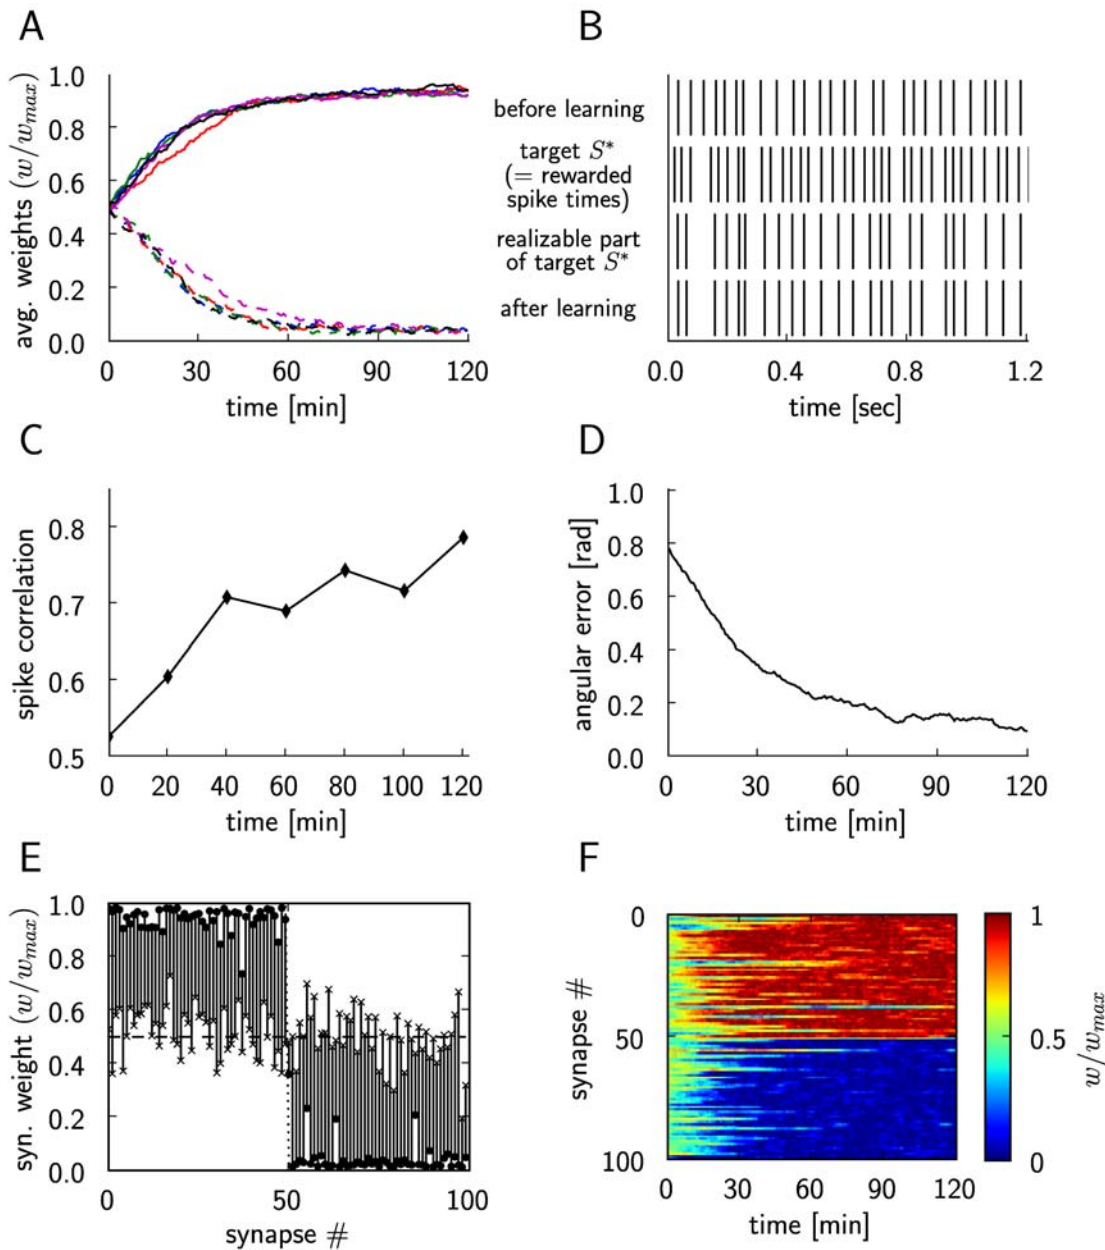 A
avg. weights (w/w_max)
1.0
0.8
0.6
0.4
0.2
0.0
0 30 60 90 120
time [min]
B
before learning
target S*
(= rewarded
spike times)
realizable part
of target S*
after learning
0.0 0.4 0.8 1.2
time [sec]
C
spike correlation
0.8
0.7
0.6
0.5
0 20 40 60 80 100 120
time [min]
D
angular error [rad]
1.0
0.8
0.6
0.4
0.2
0.0
0 30 60 90 120
time [min]
E
syn. weight (w/w_max)
1.0
0.8
0.6
0.4
0.2
0.0
0 50 100
synapse #
F
synapse #
0
50
100
0 30 60 90 120
time [min]
1
0.5
0
w/w_max